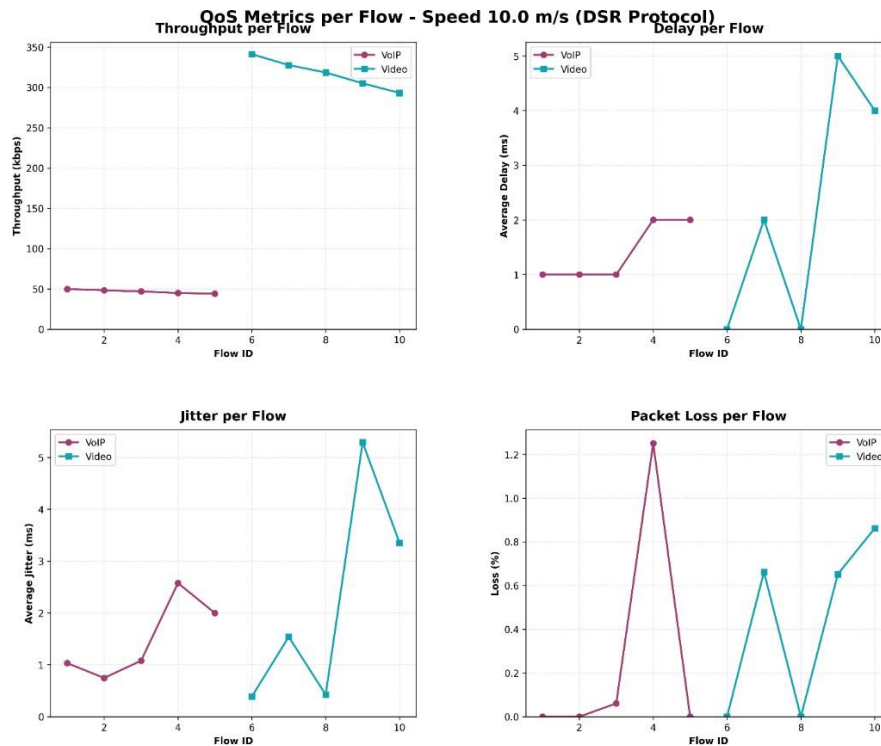 QoS Metrics per Flow - Speed 10.0 m/s (DSR Protocol)
Throughput per Flow
350
300
250
200
150
100
50
0
Throughput (kbps)
VoIP
Video
2 4 6 8 10
Flow ID
Delay per Flow
5
4
3
2
1
0
Average Delay (ms)
VoIP
Video
2 4 6 8 10
Flow ID
Jitter per Flow
5
4
3
2
1
0
Average Jitter (ms)
VoIP
Video
2 4 6 8 10
Flow ID
Packet Loss per Flow
1.2
1.0
0.8
0.6
0.4
0.2
0.0
Loss (%)
VoIP
Video
2 4 6 8 10
Flow ID